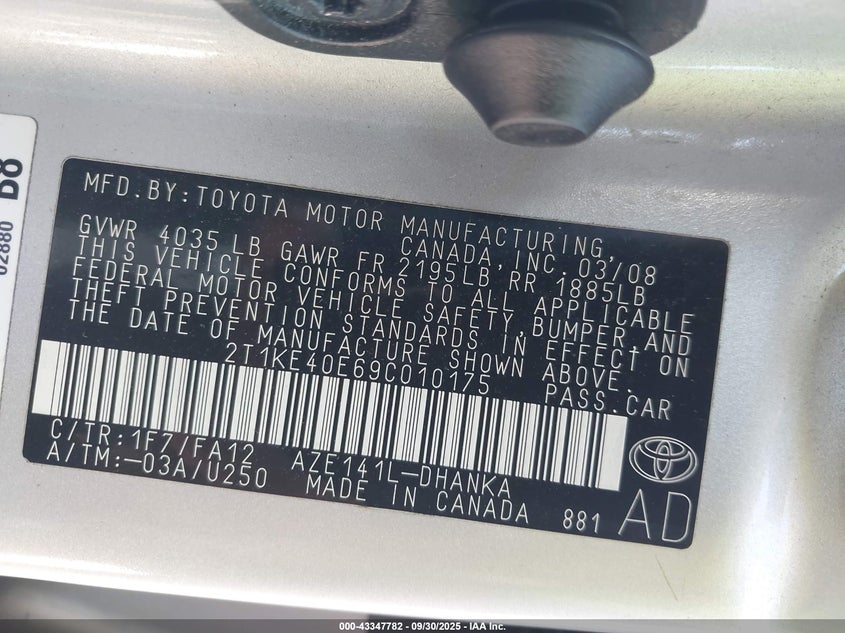 MFD.BY:TOYOTA MOTOR MANUFACTURING,
CANADA,INC. 03/08
GVWR 4035 LB GAWR FR 2195LB,RR 1885LB
THIS VEHICLE CONFORMS TO ALL APPLICABLE
FEDERAL MOTOR VEHICLE SAFETY,BUMPER,AND
THEFT PREVENTION STANDARDS IN EFFECT ON
THE DATE OF MANUFACTURE SHOWN ABOVE.
2T1KE40E69C010175 PASS.CAR
C/TR:1F7/FA12 AZE141L-DHANKA
A/TM:-03A/U250 MADE IN CANADA 881 AD
02880
000-43347782 - 09/30/2025 - IAA Inc.